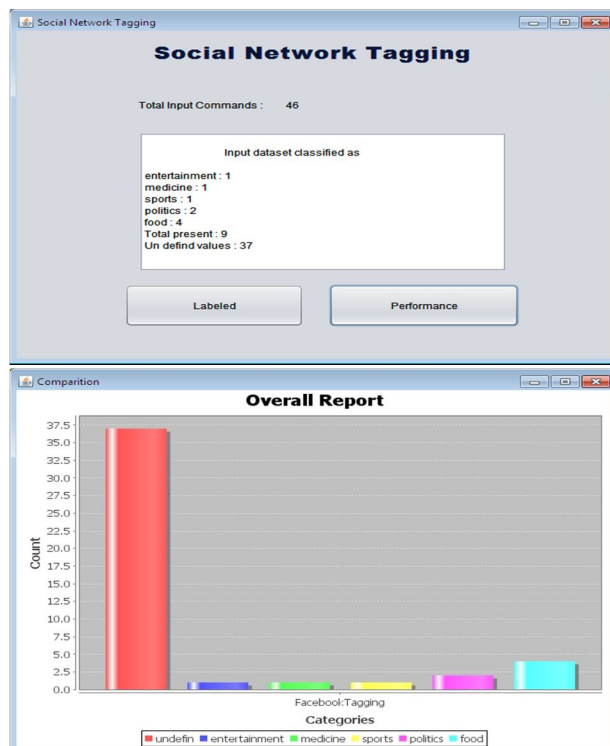 Social Network Tagging
Social Network Tagging
Total Input Commands : 46
Input dataset classified as
entertainment : 1
medicine : 1
sports : 1
politics : 2
food : 4
Total present : 9
Un defind values : 37
Labeled
Performance
Comparition
Overall Report
37.5
35.0
32.5
30.0
27.5
25.0
22.5
20.0
17.5
15.0
12.5
10.0
7.5
5.0
2.5
0.0
Count
Facebool:Tagging
Categories
undefin entertainment medicine sports politics food